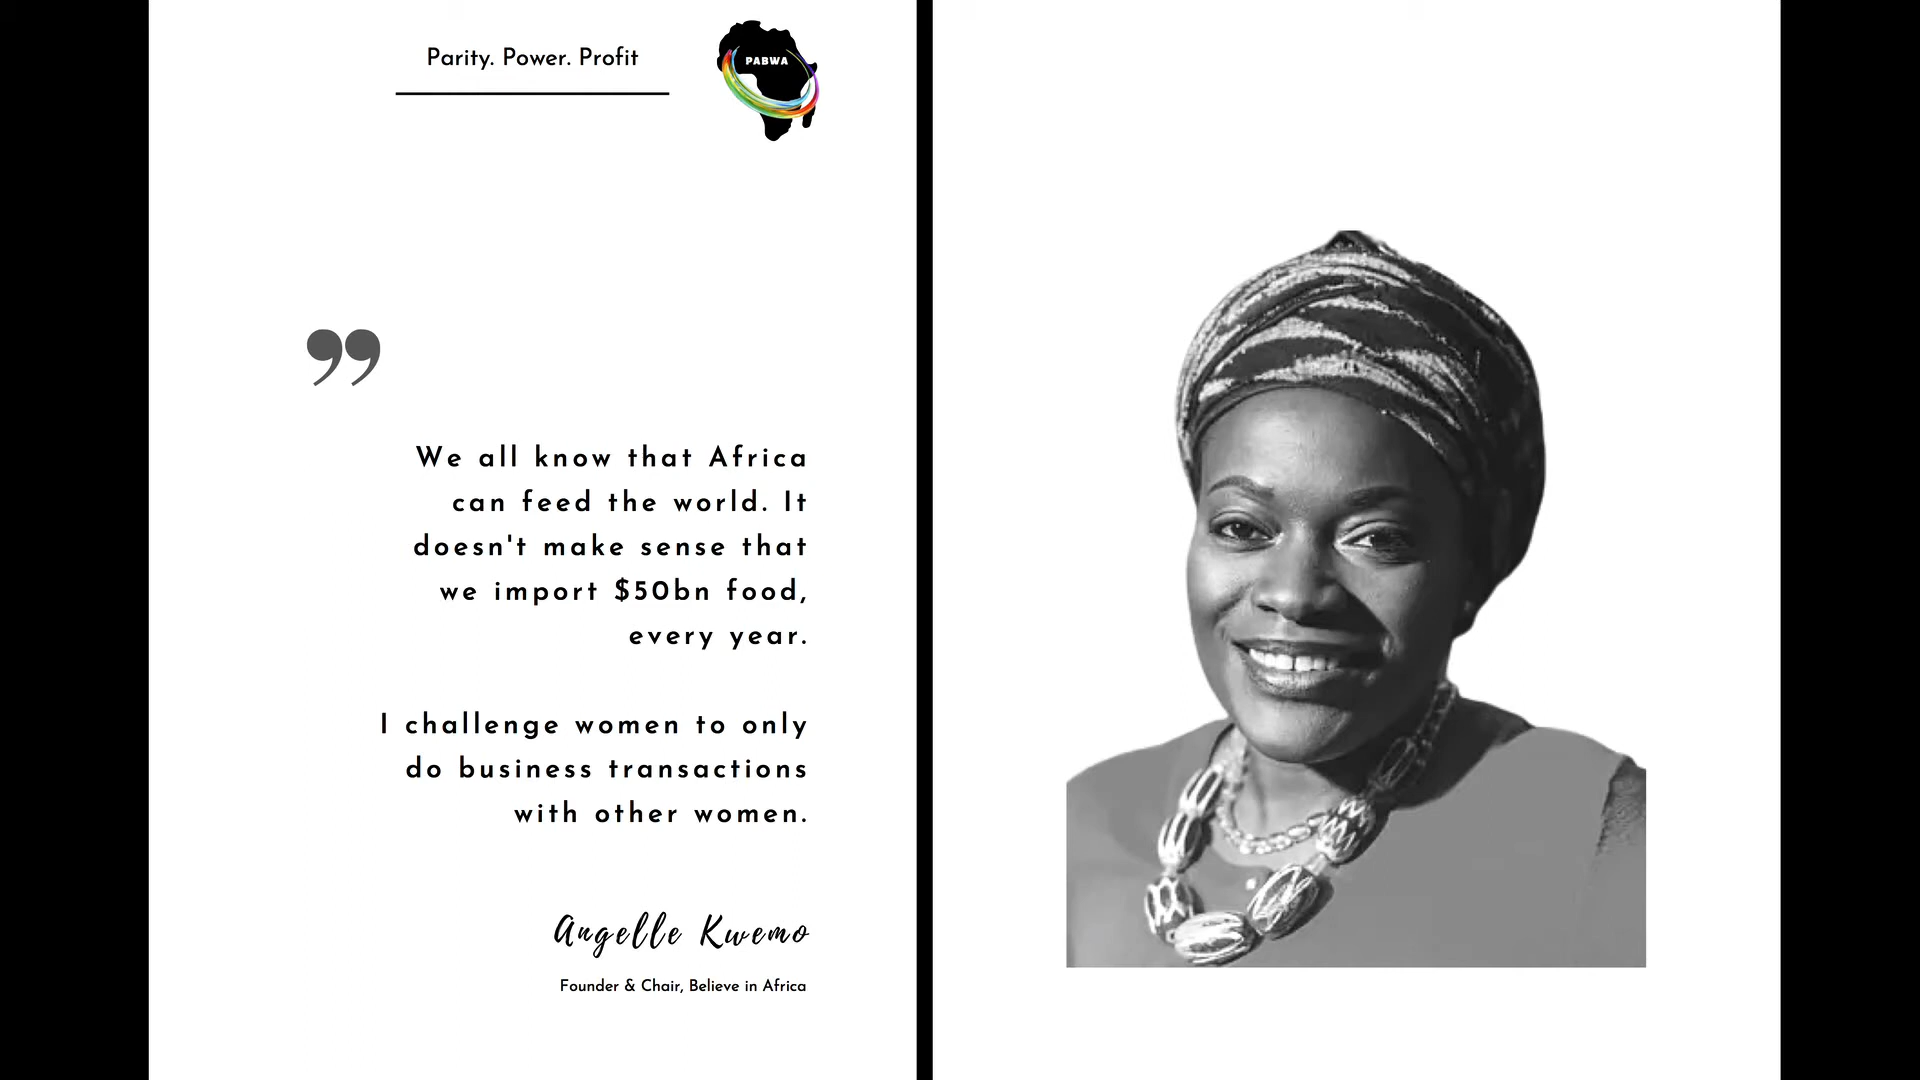 Parity. Power. Profit
PABWA
”
We all know that Africa
can feed the world. It
doesn't make sense that
we import $50bn food,
every year.
I challenge women to only
do business transactions
with other women.
Angelle Kwemo
Founder & Chair, Believe in Africa